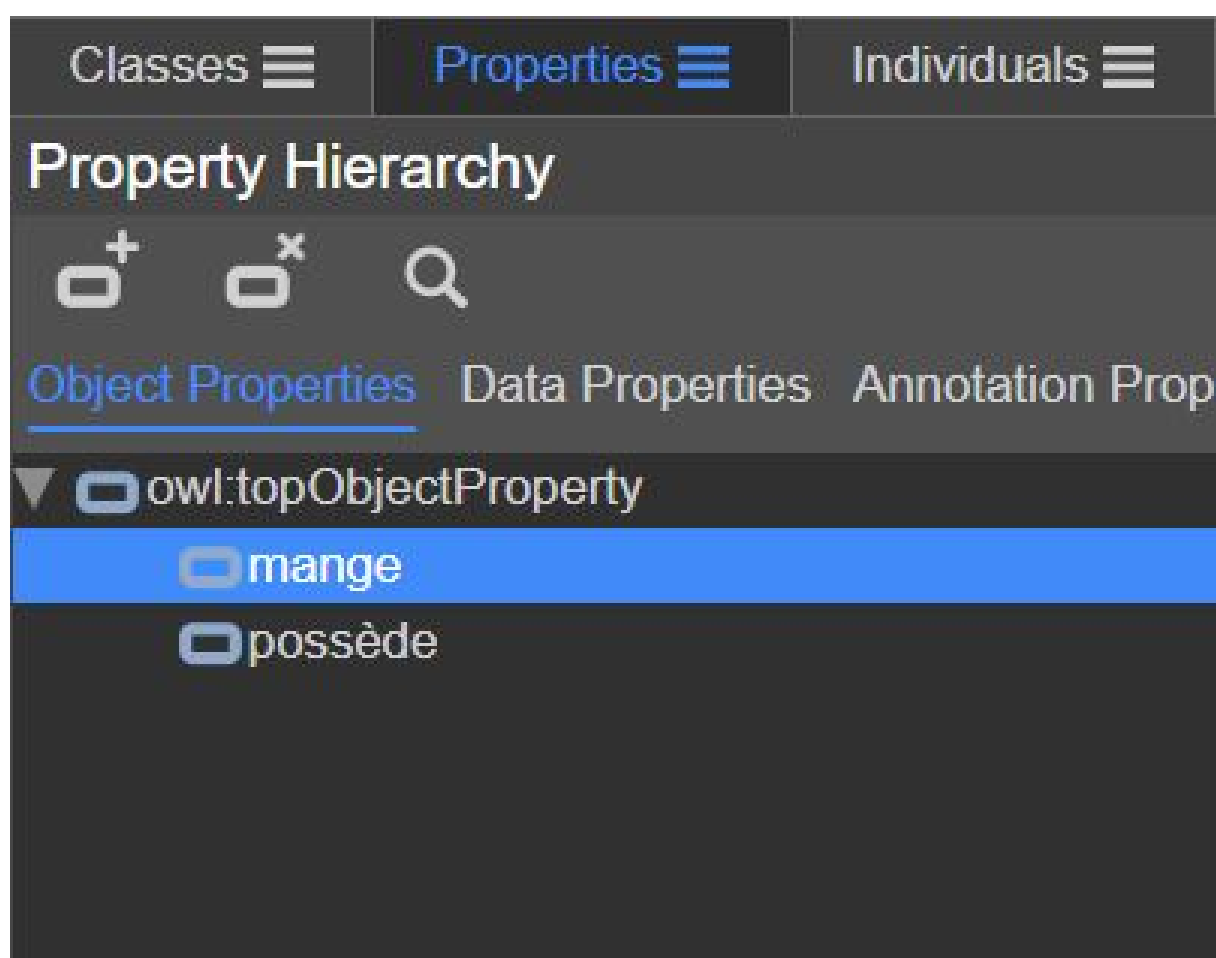 Classes Properties Individuals
Property Hierarchy
Object Properties Data Properties Annotation Prop
owl:topObjectProperty
mange
possède